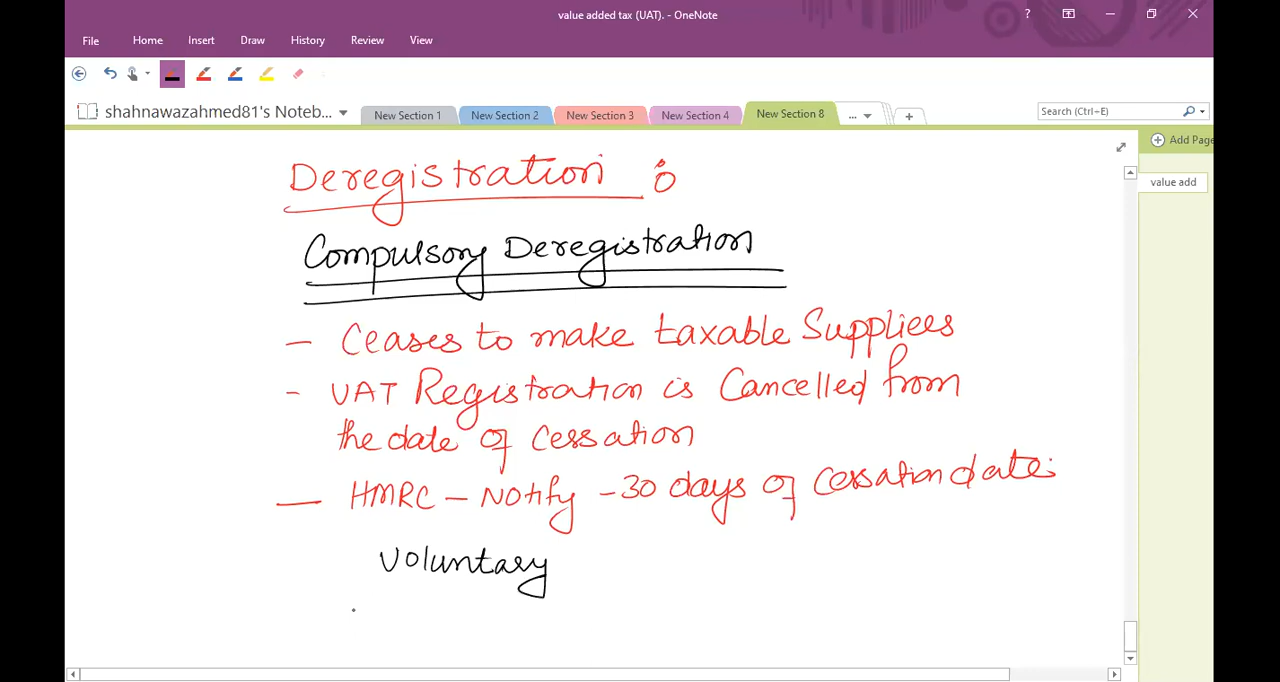 value added tax (UAT). - OneNote
?
File Home Insert Draw History Review View
shahnawazahmed81's Noteb... New Section 1 New Section 2 New Section 3 New Section 4 New Section 8 ... + Search (Ctrl+E)
Add Page
value add
Deregistration :
Compulsory Deregistration
- Ceases to make taxable Suppliees
- VAT Registration is Cancelled from
the date of Cessation
- HMRC - Notify - 30 days of Cessation date.
Voluntary